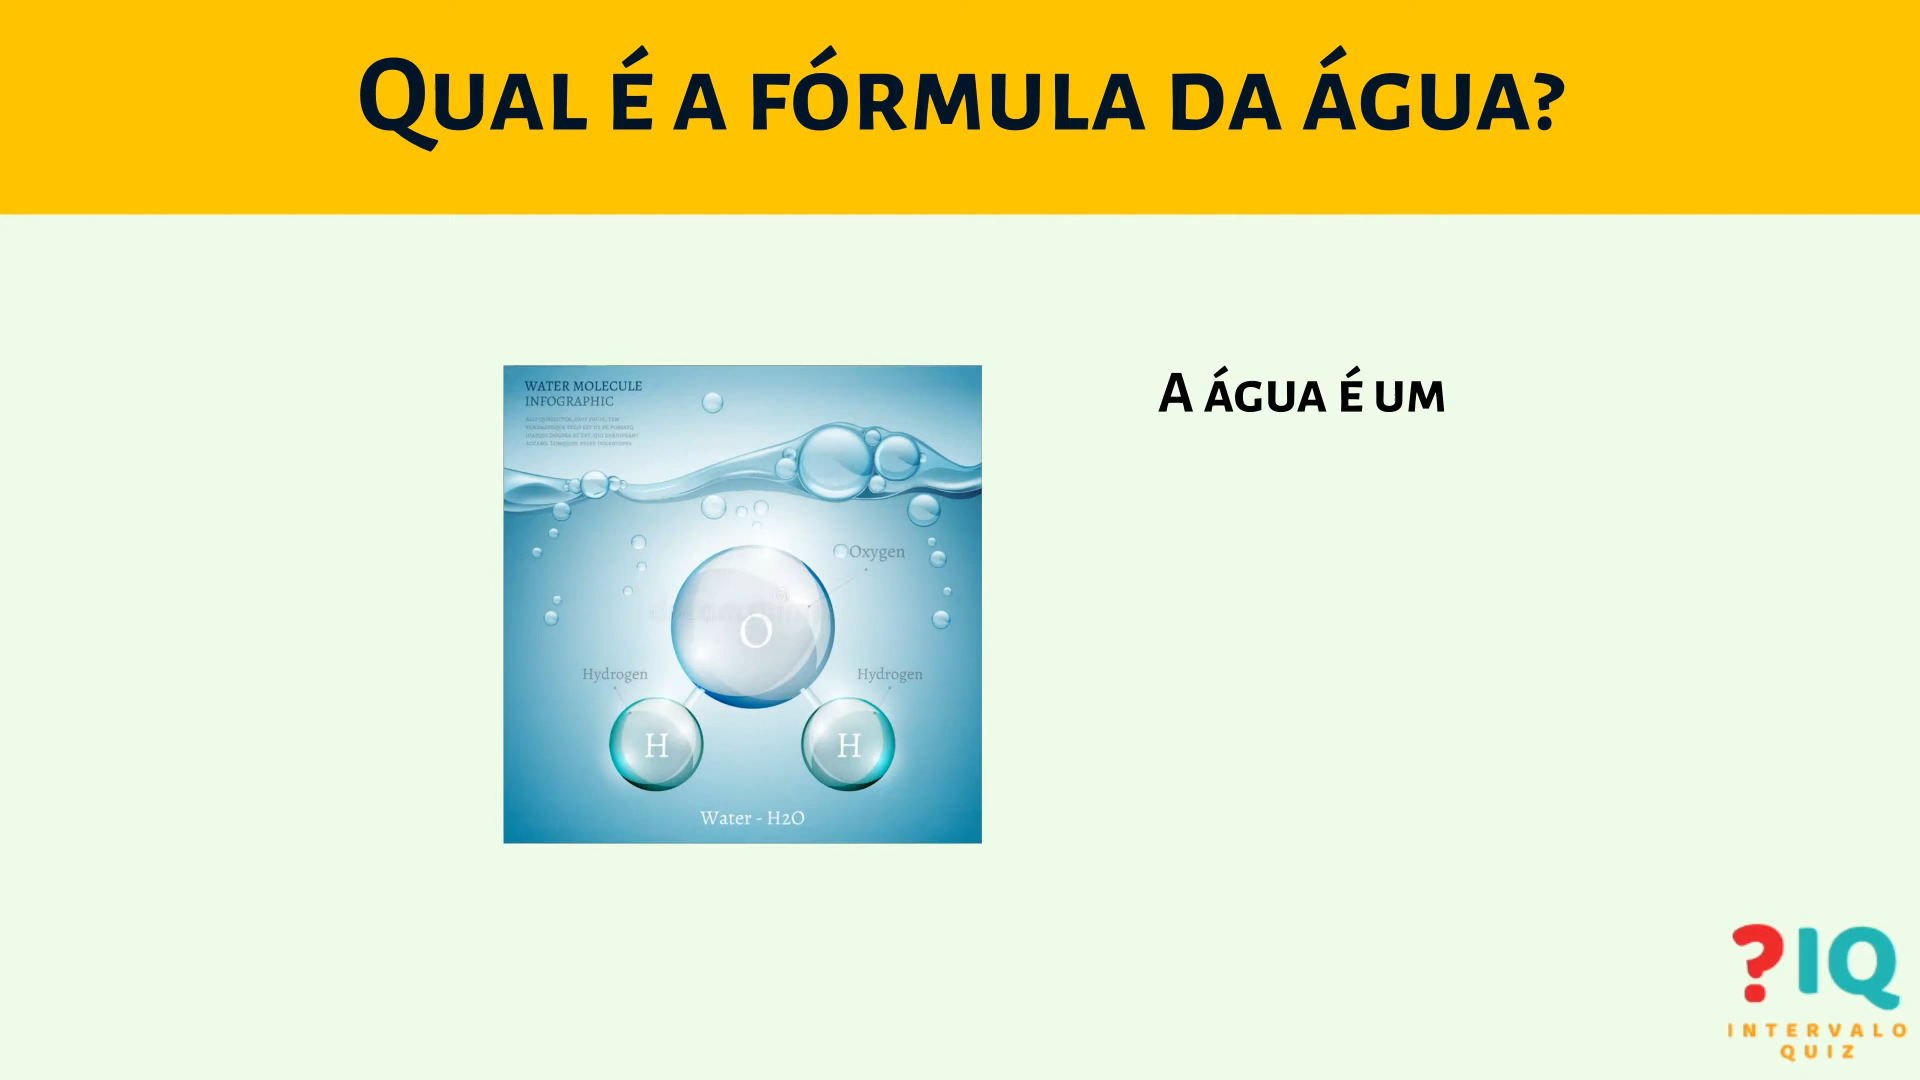 Qual é a fórmula da água?
WATER MOLECULE
INFOGRAPHIC
A água é um
Oxygen
O
Hydrogen
Hydrogen
H
H
Water - H2O
?IQ
INTERVALO
QUIZ